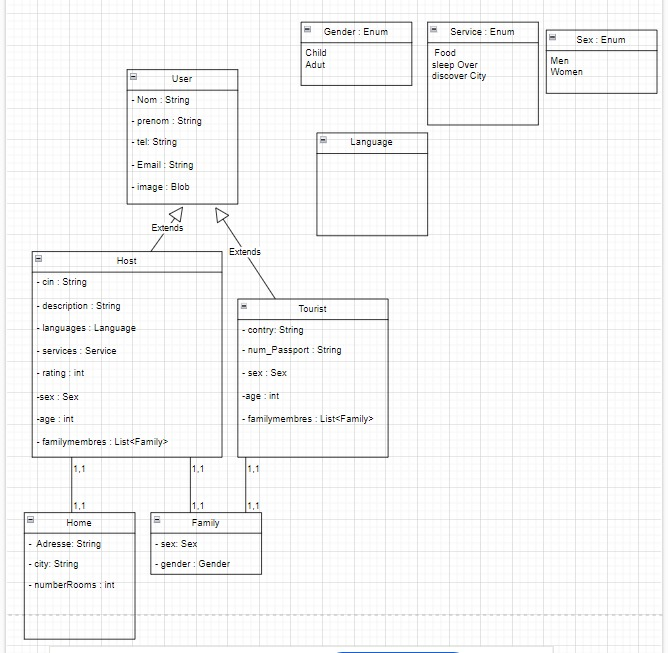 Gender : Enum
Child
Adut
Service : Enum
Food
sleep Over
discover City
Sex : Enum
Men
Women
User
- Nom : String
- prenom : String
- tel: String
- Email : String
- image : Blob
Language
Extends
Extends
Host
- cin : String
- description : String
- languages : Language
- services : Service
- rating : int
-sex : Sex
-age : int
- familymembres : List<Family>
Tourist
- contry: String
- num_Passport : String
- sex : Sex
-age : int
- familymembres : List<Family>
1,1
1,1
1,1
1,1
1,1
1,1
Home
- Adresse: String
- city: String
- numberRooms : int
Family
- sex: Sex
- gender : Gender